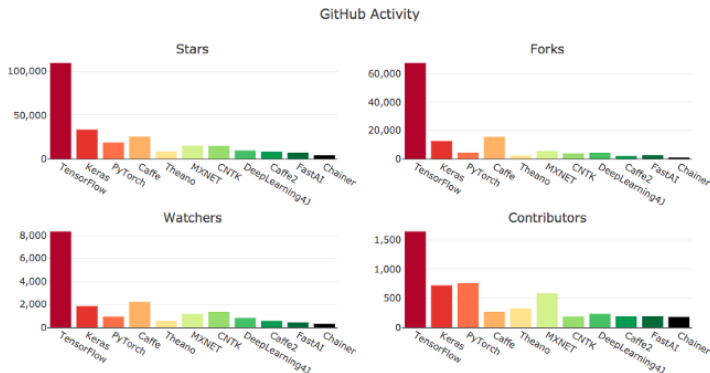 GitHub Activity
Stars
100,000
50,000
0
TensorFlow
Keras
PyTorch
Caffe
Theano
MXNET
CNTK
DeepLearning4J
Caffe2
FastAI
Chainer
Forks
60,000
40,000
20,000
0
TensorFlow
Keras
PyTorch
Caffe
Theano
MXNET
CNTK
DeepLearning4J
Caffe2
FastAI
Chainer
Watchers
8,000
6,000
4,000
2,000
0
TensorFlow
Keras
PyTorch
Caffe
Theano
MXNET
CNTK
DeepLearning4J
Caffe2
FastAI
Chainer
Contributors
1,500
1,000
500
0
TensorFlow
Keras
PyTorch
Caffe
Theano
MXNET
CNTK
DeepLearning4J
Caffe2
FastAI
Chainer